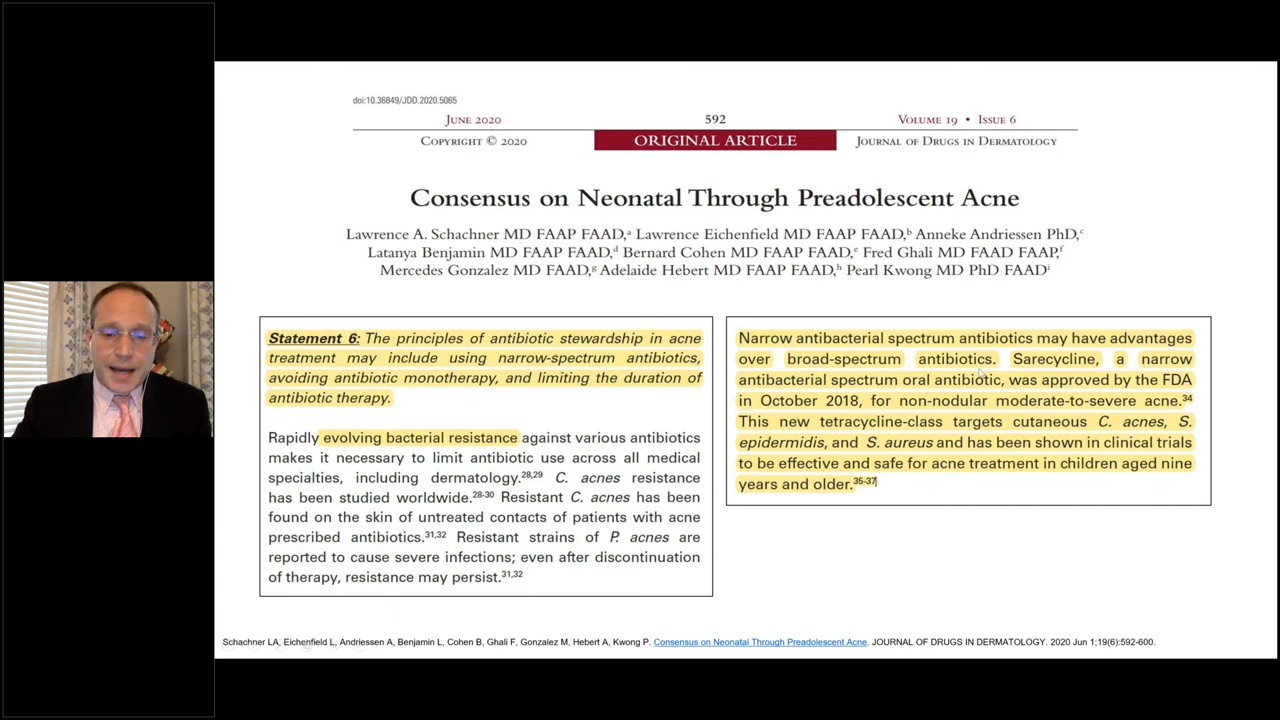 doi:10.36849/JDD.2020.5065
JUNE 2020
592
VOLUME 19 • ISSUE 6
COPYRIGHT © 2020
ORIGINAL ARTICLE
JOURNAL OF DRUGS IN DERMATOLOGY
Consensus on Neonatal Through Preadolescent Acne
Lawrence A. Schachner MD FAAP FAAD,ᵃ Lawrence Eichenfield MD FAAP FAAD,ᵇ Anneke Andriessen PhD,ᶜ
Latanya Benjamin MD FAAP FAAD,ᵈ Bernard Cohen MD FAAP FAAD,ᵉ Fred Ghali MD FAAD FAAP,ᶠ
Mercedes Gonzalez MD FAAD,ᵍ Adelaide Hebert MD FAAP FAAD,ʰ Pearl Kwong MD PhD FAADⁱ
Statement 6: The principles of antibiotic stewardship in acne
treatment may include using narrow-spectrum antibiotics,
avoiding antibiotic monotherapy, and limiting the duration of
antibiotic therapy.
Rapidly evolving bacterial resistance against various antibiotics
makes it necessary to limit antibiotic use across all medical
specialties, including dermatology.²⁸,²⁹ C. acnes resistance
has been studied worldwide.²⁸⁻³⁰ Resistant C. acnes has been
found on the skin of untreated contacts of patients with acne
prescribed antibiotics.³¹,³² Resistant strains of P. acnes are
reported to cause severe infections; even after discontinuation
of therapy, resistance may persist.³¹,³²
Narrow antibacterial spectrum antibiotics may have advantages
over broad-spectrum antibiotics. Sarecycline, a narrow
antibacterial spectrum oral antibiotic, was approved by the FDA
in October 2018, for non-nodular moderate-to-severe acne.³⁴
This new tetracycline-class targets cutaneous C. acnes, S.
epidermidis, and S. aureus and has been shown in clinical trials
to be effective and safe for acne treatment in children aged nine
years and older.³⁵⁻³⁷
Schachner LA, Eichenfield L, Andriessen A, Benjamin L, Cohen B, Ghali F, Gonzalez M, Hebert A, Kwong P. Consensus on Neonatal Through Preadolescent Acne. JOURNAL OF DRUGS IN DERMATOLOGY. 2020 Jun 1;19(6):592-600.